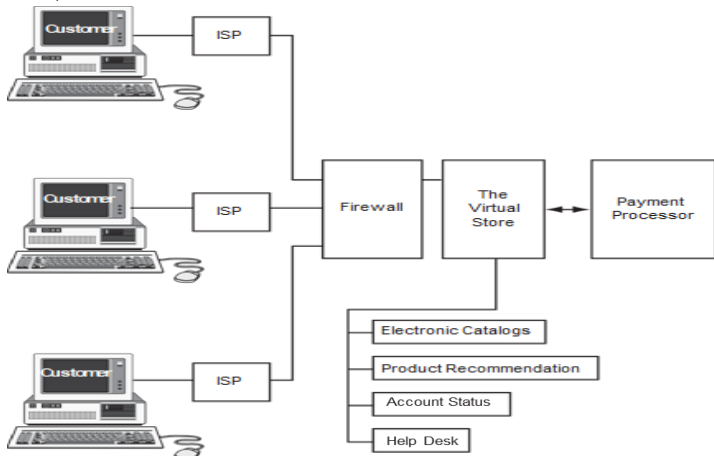 Customer
ISP
Customer
ISP
Firewall
The
Virtual
Store
Payment
Processor
Customer
ISP
Electronic Catalogs
Product Recommendation
Account Status
Help Desk